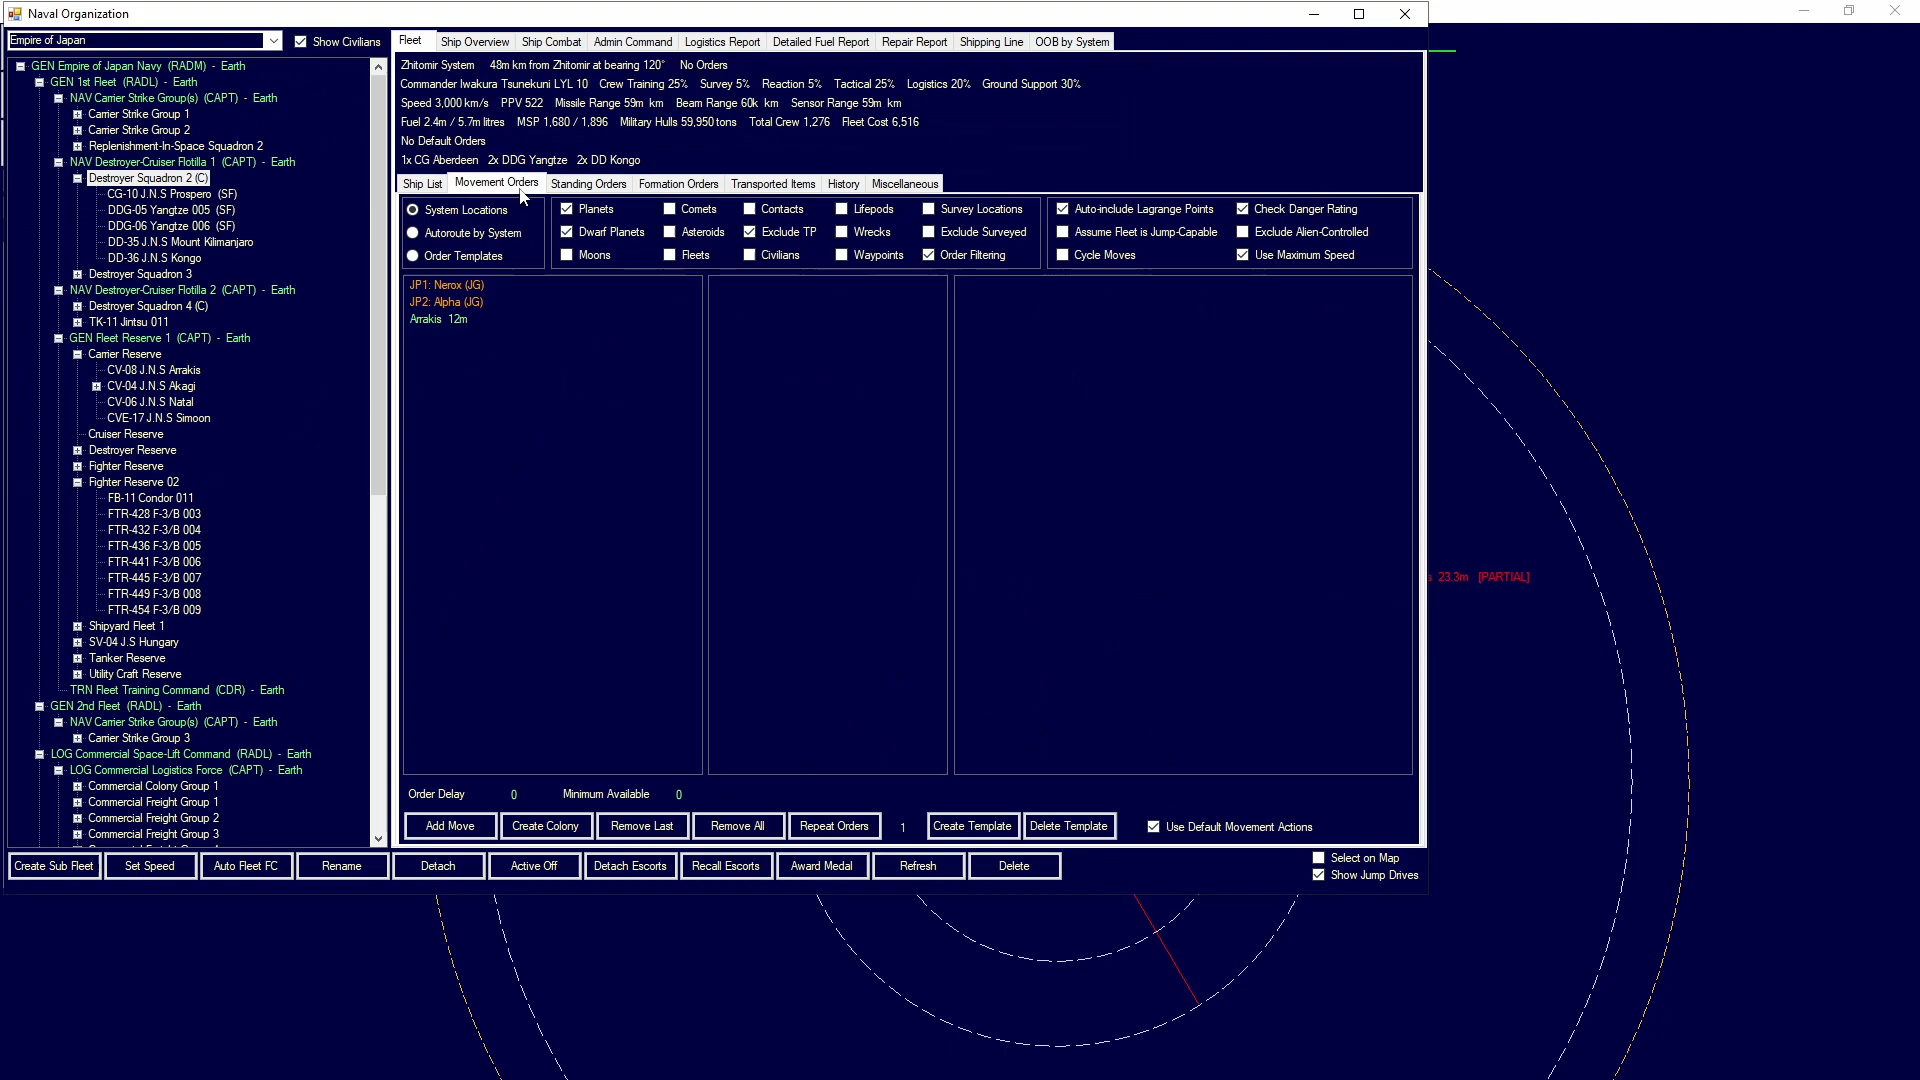 Naval Organization
Empire of Japan
Show Civilians
GEN Empire of Japan Navy (RADM) - Earth
GEN 1st Fleet (RADL) - Earth
NAV Carrier Strike Group(s) (CAPT) - Earth
Carrier Strike Group 1
Carrier Strike Group 2
Replenishment-In-Space Squadron 2
NAV Destroyer-Cruiser Flotilla 1 (CAPT) - Earth
Destroyer Squadron 2 (C)
CG-10 J.N.S Prospero (SF)
DDG-05 Yangtze 005 (SF)
DDG-06 Yangtze 006 (SF)
DD-35 J.N.S Mount Kilimanjaro
DD-36 J.N.S Kongo
Destroyer Squadron 3
NAV Destroyer-Cruiser Flotilla 2 (CAPT) - Earth
Destroyer Squadron 4 (C)
TK-11 Jintsu 011
GEN Fleet Reserve 1 (CAPT) - Earth
Carrier Reserve
CV-08 J.N.S Arrakis
CV-04 J.N.S Akagi
CV-06 J.N.S Natal
CVE-17 J.N.S Simoon
Cruiser Reserve
Destroyer Reserve
Fighter Reserve
Fighter Reserve 02
FB-11 Condor 011
FTR-428 F-3/B 003
FTR-432 F-3/B 004
FTR-436 F-3/B 005
FTR-441 F-3/B 006
FTR-445 F-3/B 007
FTR-449 F-3/B 008
FTR-454 F-3/B 009
Shipyard Fleet 1
SV-04 J.S Hungary
Tanker Reserve
Utility Craft Reserve
TRN Fleet Training Command (CDR) - Earth
GEN 2nd Fleet (RADL) - Earth
NAV Carrier Strike Group(s) (CAPT) - Earth
Carrier Strike Group 3
LOG Commercial Space-Lift Command (RADL) - Earth
LOG Commercial Logistics Force (CAPT) - Earth
Commercial Colony Group 1
Commercial Freight Group 1
Commercial Freight Group 2
Commercial Freight Group 3
Fleet Ship Overview Ship Combat Admin Command Logistics Report Detailed Fuel Report Repair Report Shipping Line OOB by System
Zhitomir System 48m km from Zhitomir at bearing 120° No Orders
Commander Iwakura Tsunekuni LYL 10 Crew Training 25% Survey 5% Reaction 5% Tactical 25% Logistics 20% Ground Support 30%
Speed 3,000 km/s PPV 522 Missile Range 59m km Beam Range 60k km Sensor Range 59m km
Fuel 2.4m / 5.7m litres MSP 1,680 / 1,896 Military Hulls 59,950 tons Total Crew 1,276 Fleet Cost 6,516
No Default Orders
1x CG Aberdeen 2x DDG Yangtze 2x DD Kongo
Ship List Movement Orders Standing Orders Formation Orders Transported Items History Miscellaneous
System Locations Planets Comets Contacts Lifepods Survey Locations Auto-include Lagrange Points Check Danger Rating
Autoroute by System Dwarf Planets Asteroids Exclude TP Wrecks Exclude Surveyed Assume Fleet is Jump-Capable Exclude Alien-Controlled
Order Templates Moons Fleets Civilians Waypoints Order Filtering Cycle Moves Use Maximum Speed
JP1: Nerox (JG)
JP2: Alpha (JG)
Arrakis 12m
Order Delay 0 Minimum Available 0
Add Move Create Colony Remove Last Remove All Repeat Orders 1 Create Template Delete Template Use Default Movement Actions
Create Sub Fleet Set Speed Auto Fleet FC Rename Detach Active Off Detach Escorts Recall Escorts Award Medal Refresh Delete
Select on Map
Show Jump Drives
s 23.3m [PARTIAL]